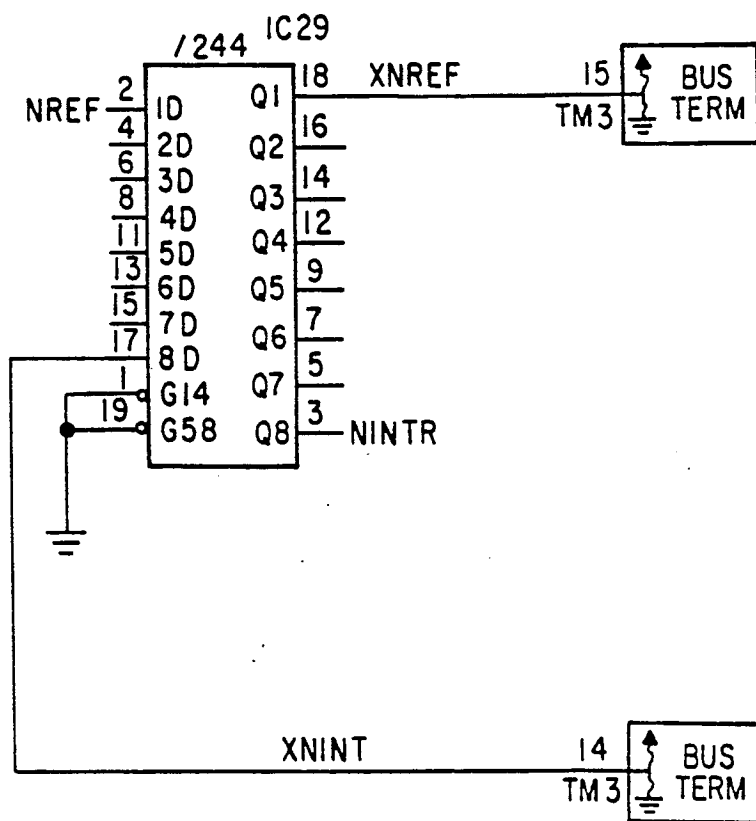 IC29
/244
NREF
2
1D
4
2D
6
3D
8
4D
11
5D
13
6D
15
7D
17
8D
1
G14
19
G58
Q1
18
XNREF
Q2
16
Q3
14
Q4
12
Q5
9
Q6
7
Q7
5
Q8
3
NINTR
15
TM3
BUS
TERM
XNINT
14
TM3
BUS
TERM